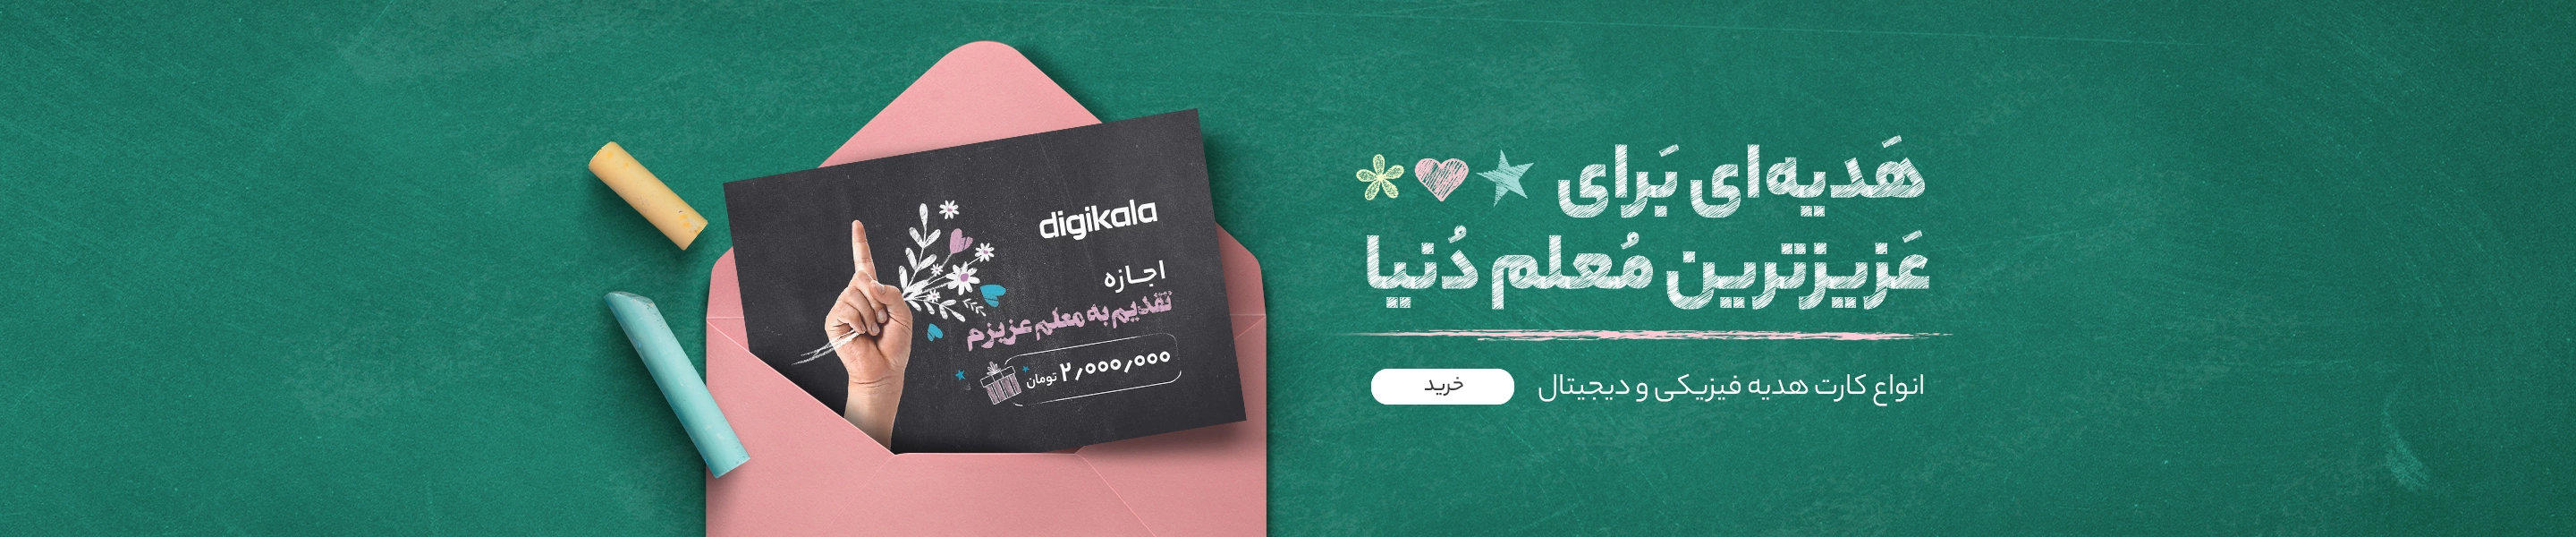 هَدیه‌ای بَرای
عَزیزترین مُعلم دُنیا
انواع کارت هدیه فیزیکی و دیجیتال
خرید
digikala
اجازه
تقدیم به معلم عزیزم
۲٫۰۰۰٫۰۰۰ تومان